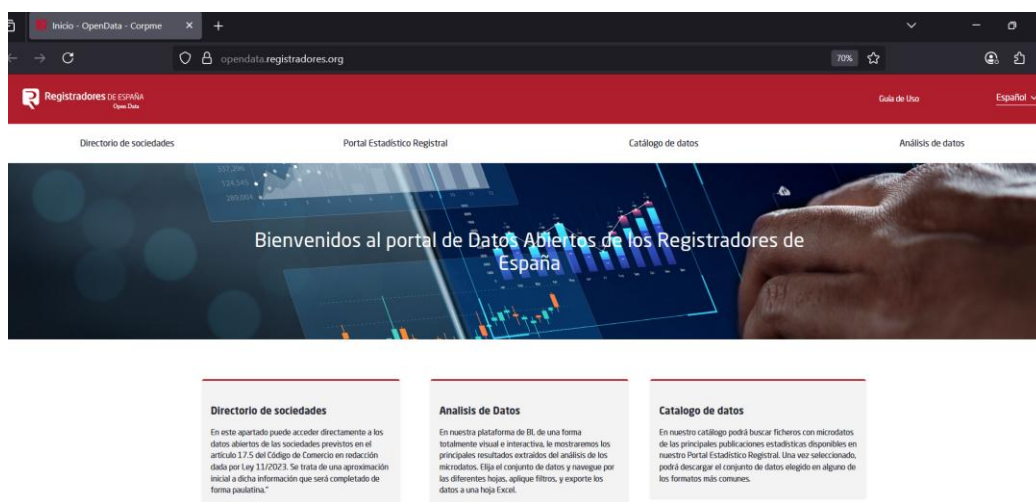 Inicio - OpenData - Corpme
opendata.registradores.org
70%
Registradores DE ESPAÑA
Open Data
Guía de Uso
Español
Directorio de sociedades
Portal Estadístico Registral
Catálogo de datos
Análisis de datos
Bienvenidos al portal de Datos Abiertos de los Registradores de
España
Directorio de sociedades
En este apartado puede acceder directamente a los
datos abiertos de las sociedades previstos en el
artículo 17.5 del Código de Comercio en redacción
dada por Ley 11/2023. Se trata de una aproximación
inicial a dicha información que será completado de
forma paulatina."
Analisis de Datos
En nuestra plataforma de BI, de una forma
totalmente visual e interactiva, le mostraremos los
principales resultados extraídos del análisis de los
microdatos. Elija el conjunto de datos y navegue por
las diferentes hojas, aplique filtros, y exporte los
datos a una hoja Excel.
Catalogo de datos
En nuestro catálogo podrá buscar ficheros con microdatos
de las principales publicaciones estadísticas disponibles en
nuestro Portal Estadístico Registral. Una vez seleccionado,
podrá descargar el conjunto de datos elegido en alguno de
los formatos más comunes.